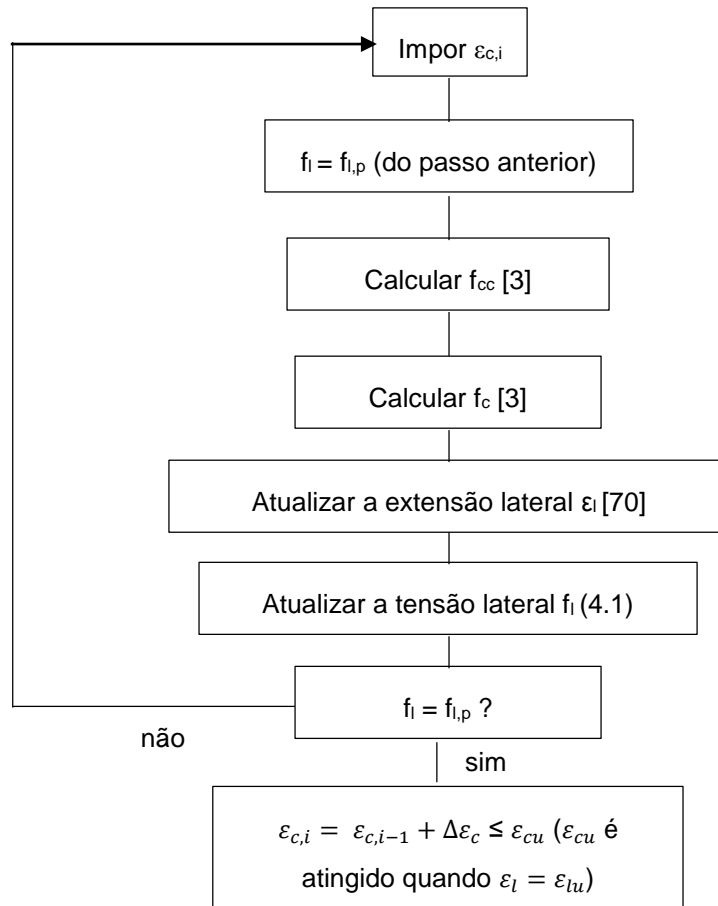 Impor εc,i
fl = fl,p (do passo anterior)
Calcular fcc [3]
Calcular fc [3]
Atualizar a extensão lateral εl [70]
Atualizar a tensão lateral fl (4.1)
fl = fl,p ?
não
sim
𝜀𝑐,𝑖 = 𝜀𝑐,𝑖−1 + Δ𝜀𝑐 ≤ 𝜀𝑐𝑢 (𝜀𝑐𝑢 é
atingido quando 𝜀𝑙 = 𝜀𝑙𝑢)